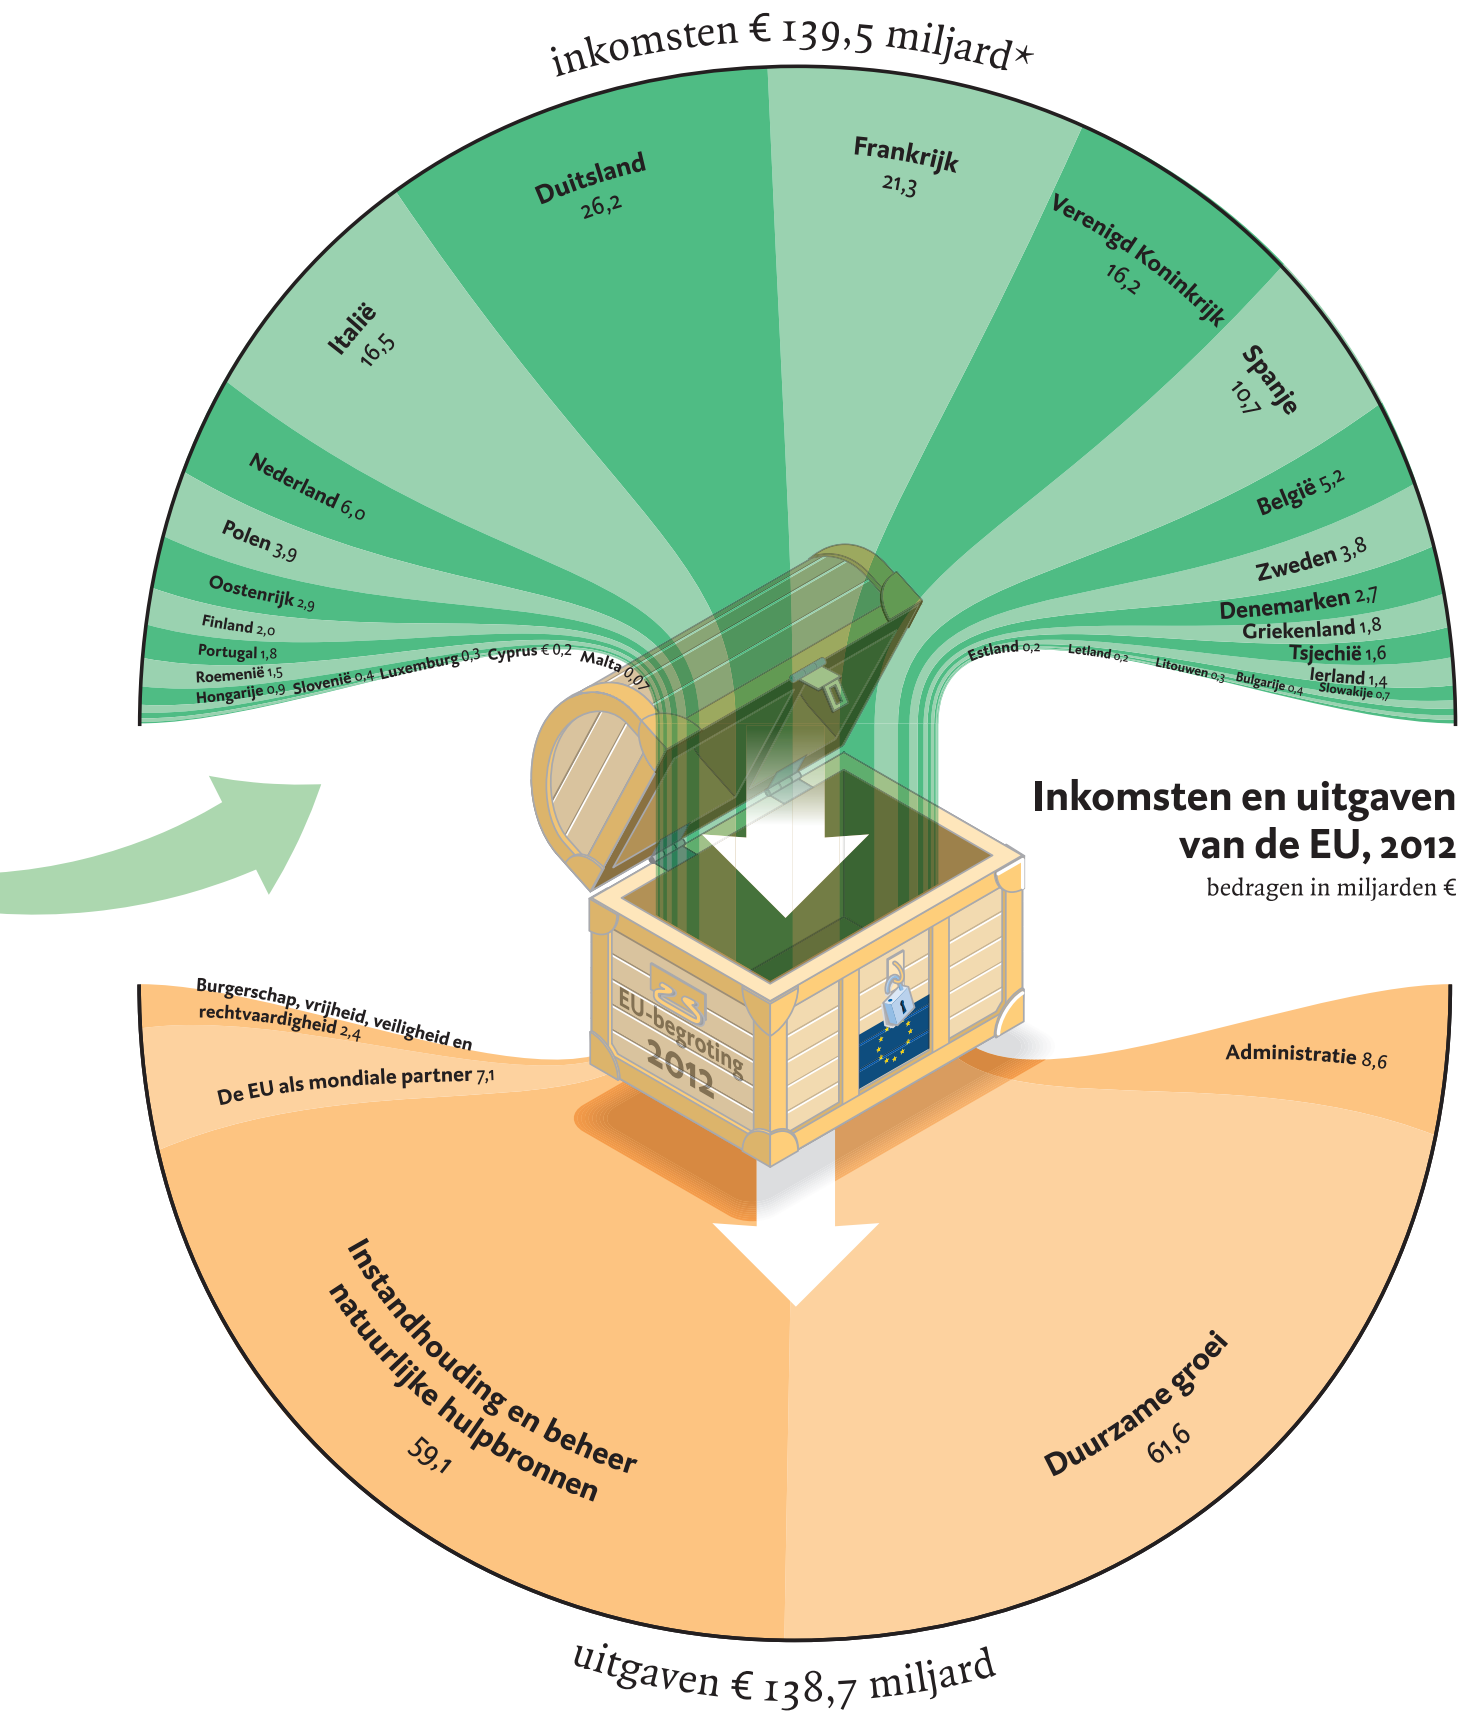 inkomsten € 139,5 miljard*
Duitsland
26,2
Frankrijk
21,3
Verenigd Koninkrijk
16,2
Italië
16,5
Spanje
10,7
Nederland 6,0
België 5,2
Polen 3,9
Zweden 3,8
Oostenrijk 2,9
Denemarken 2,7
Finland 2,0
Griekenland 1,8
Portugal 1,8
Tsjechië 1,6
Roemenië 1,5
Ierland 1,4
Hongarije 0,9
Slovenië 0,4
Luxemburg 0,3
Cyprus € 0,2
Malta 0,07
Estland 0,2
Letland 0,2
Litouwen 0,3
Bulgarije 0,4
Slowakije 0,7
Inkomsten en uitgaven
van de EU, 2012
bedragen in miljarden €
EU-begroting
2012
Burgerschap, vrijheid, veiligheid en
rechtvaardigheid 2,4
De EU als mondiale partner 7,1
Administratie 8,6
Instandhouding en beheer
natuurlijke hulpbronnen
59,1
Duurzame groei
61,6
uitgaven € 138,7 miljard